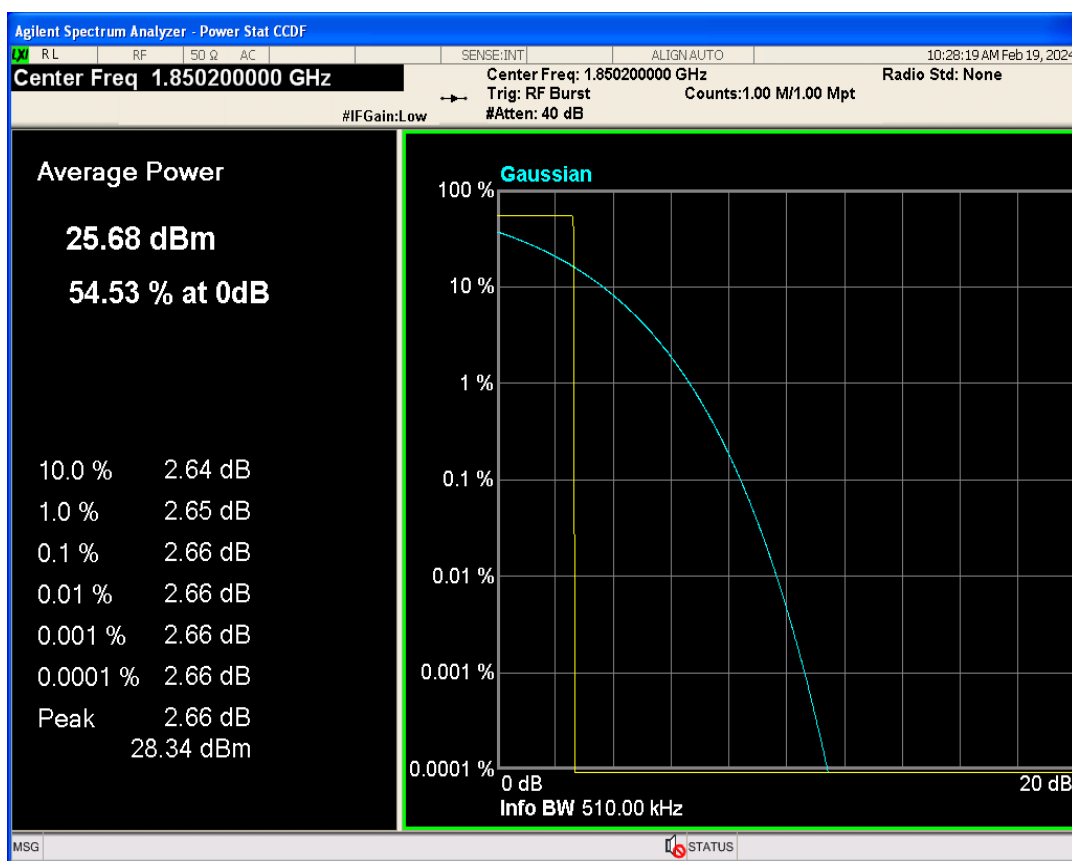 Agilent Spectrum Analyzer - Power Stat CCDF
LXI RL RF 50 Ω AC SENSE:INT ALIGNAUTO 10:28:19 AM Feb 19, 2024
Center Freq 1.850200000 GHz
Center Freq: 1.850200000 GHz Radio Std: None
Trig: RF Burst Counts:1.00 M/1.00 Mpt
#IFGain:Low #Atten: 40 dB
Average Power
25.68 dBm
54.53 % at 0dB
10.0 % 2.64 dB
1.0 % 2.65 dB
0.1 % 2.66 dB
0.01 % 2.66 dB
0.001 % 2.66 dB
0.0001 % 2.66 dB
Peak 2.66 dB
28.34 dBm
Gaussian
100 %
10 %
1 %
0.1 %
0.01 %
0.001 %
0.0001 %
0 dB 20 dB
Info BW 510.00 kHz
MSG STATUS